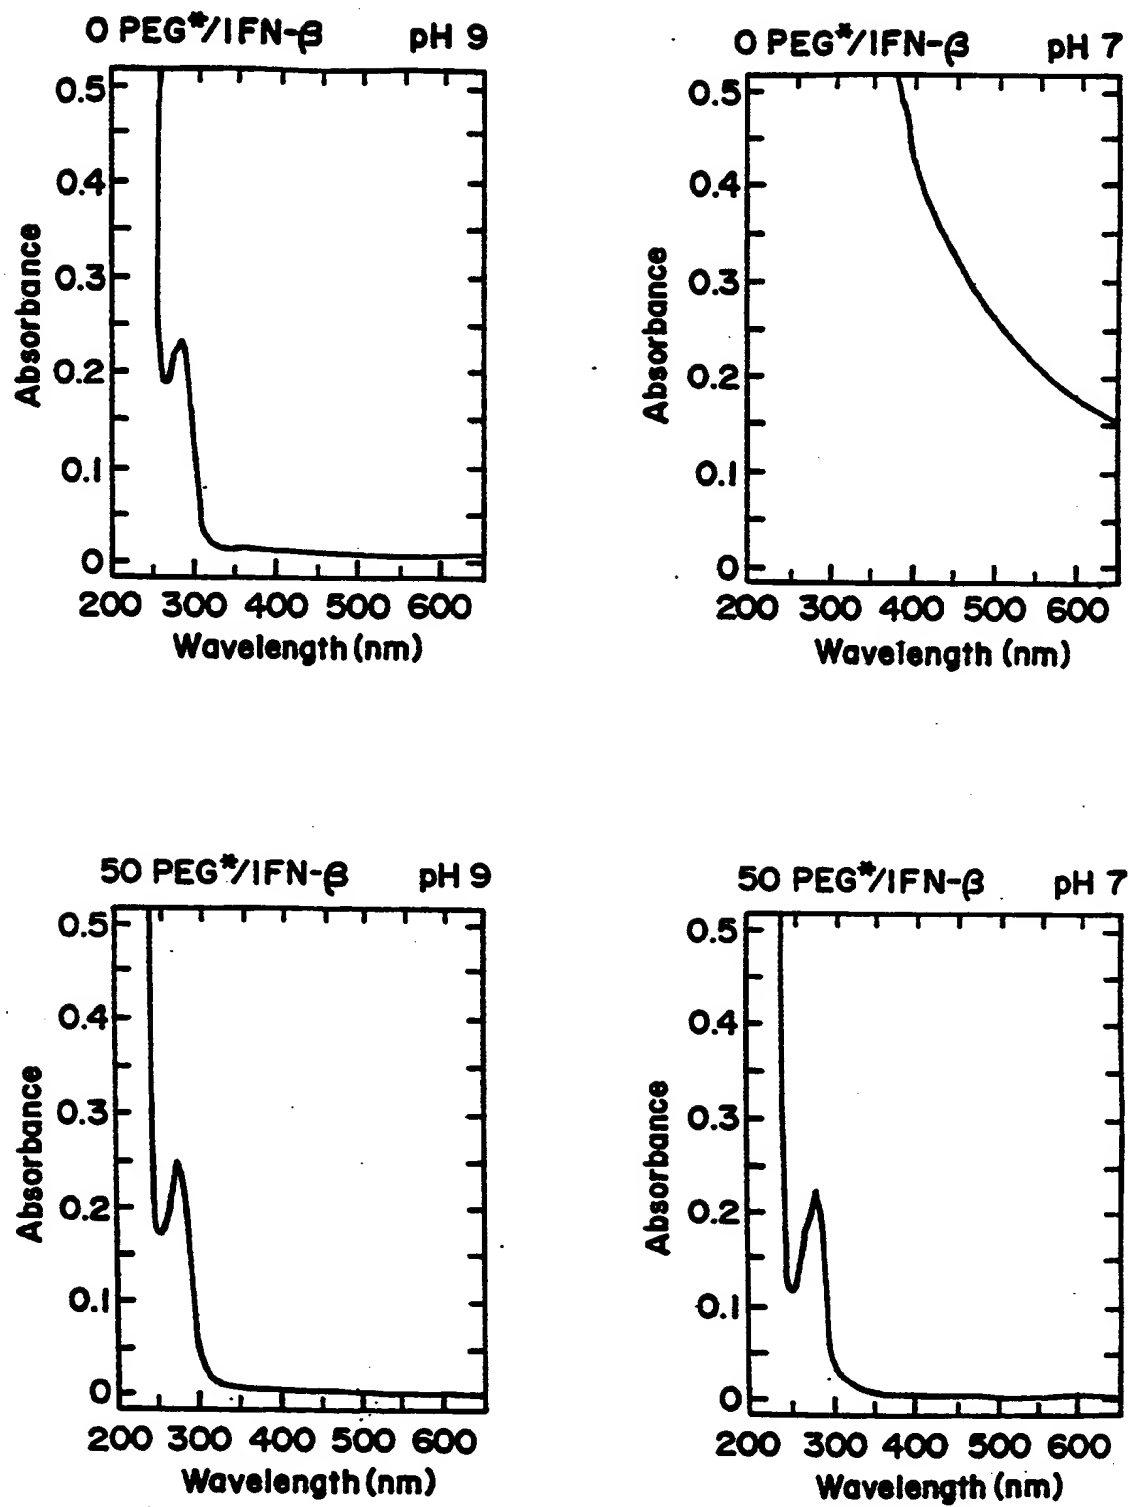 0 PEG*/IFN-β pH 9
0.5
0.4
0.3
0.2
0.1
0
Absorbance
200 300 400 500 600
Wavelength (nm)
0 PEG*/IFN-β pH 7
0.5
0.4
0.3
0.2
0.1
0
Absorbance
200 300 400 500 600
Wavelength (nm)
50 PEG*/IFN-β pH 9
0.5
0.4
0.3
0.2
0.1
0
Absorbance
200 300 400 500 600
Wavelength (nm)
50 PEG*/IFN-β pH 7
0.5
0.4
0.3
0.2
0.1
0
Absorbance
200 300 400 500 600
Wavelength (nm)